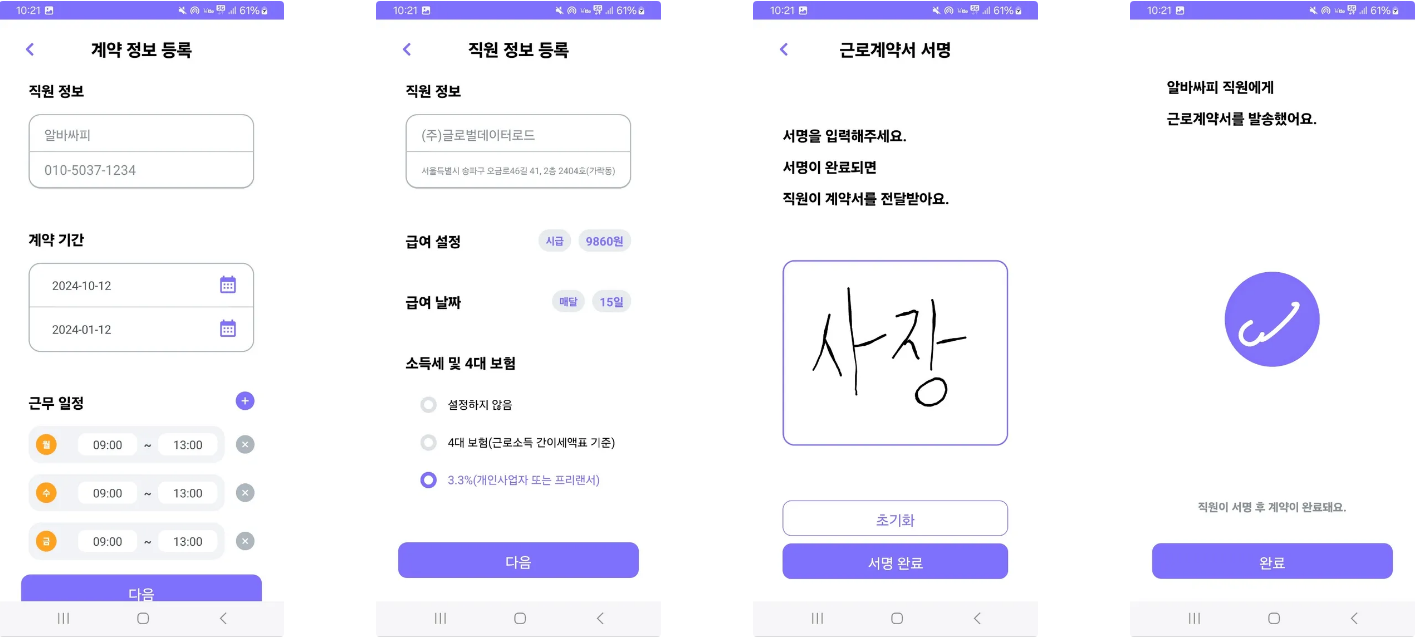 10:21
61%
계약 정보 등록
직원 정보
알바싸피
010-5037-1234
계약 기간
2024-10-12
2024-01-12
근무 일정
월 09:00 ~ 13:00
수 09:00 ~ 13:00
금 09:00 ~ 13:00
다음
10:21
61%
직원 정보 등록
직원 정보
(주)글로벌데이터로드
서울특별시 송파구 오금로46길 41, 2층 2404호(가락동)
급여 설정 시급 9860원
급여 날짜 매달 15일
소득세 및 4대 보험
설정하지 않음
4대 보험(근로소득 간이세액표 기준)
3.3%(개인사업자 또는 프리랜서)
다음
10:21
61%
근로계약서 서명
서명을 입력해주세요.
서명이 완료되면
직원이 계약서를 전달받아요.
사장
초기화
서명 완료
10:21
61%
알바싸피 직원에게
근로계약서를 발송했어요.
직원이 서명 후 계약이 완료돼요.
완료